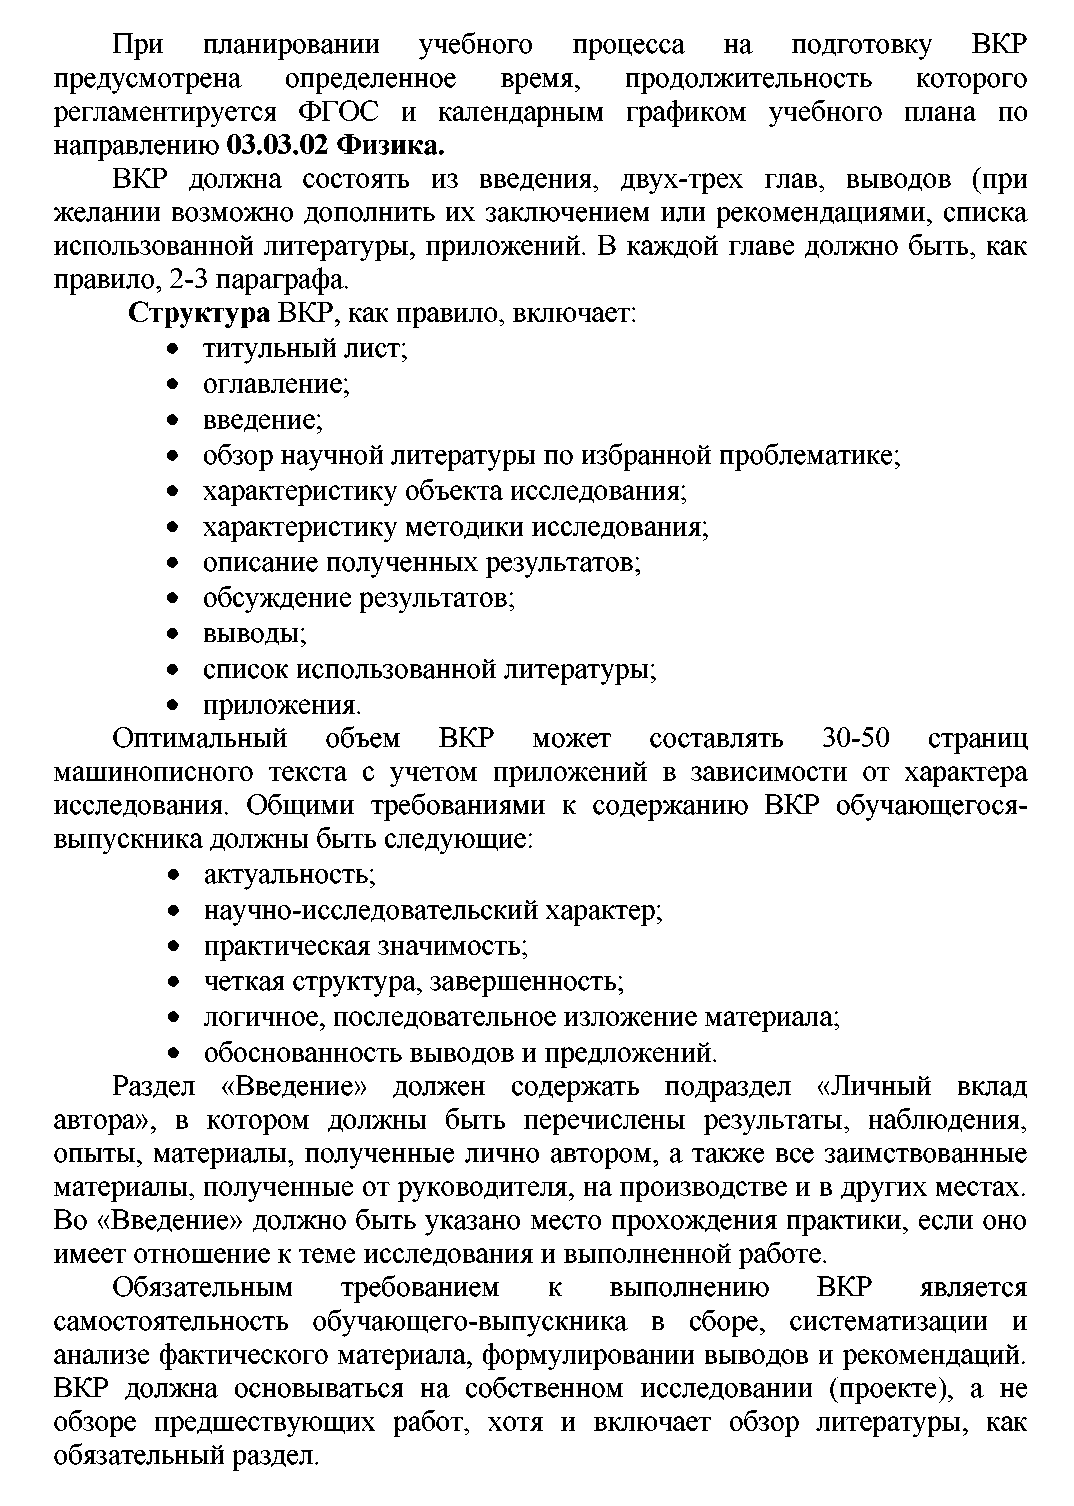 При планировании учебного процесса на подготовку ВКР
предусмотрена определенное время, продолжительность которого
регламентируется ФГОС и календарным графиком учебного плана по
направлению 03.03.02 Физика.
ВКР должна состоять из введения, двух-трех глав, выводов (при
желании возможно дополнить их заключением или рекомендациями, списка
использованной литературы, приложений. В каждой главе должно быть, как
правило, 2-3 параграфа.
Структура ВКР, как правило, включает:
• титульный лист;
• оглавление;
• введение;
• обзор научной литературы по избранной проблематике;
• характеристику объекта исследования;
• характеристику методики исследования;
• описание полученных результатов;
• обсуждение результатов;
• выводы;
• список использованной литературы;
• приложения.
Оптимальный объем ВКР может составлять 30-50 страниц
машинописного текста с учетом приложений в зависимости от характера
исследования. Общими требованиями к содержанию ВКР обучающегося-
выпускника должны быть следующие:
• актуальность;
• научно-исследовательский характер;
• практическая значимость;
• четкая структура, завершенность;
• логичное, последовательное изложение материала;
• обоснованность выводов и предложений.
Раздел «Введение» должен содержать подраздел «Личный вклад
автора», в котором должны быть перечислены результаты, наблюдения,
опыты, материалы, полученные лично автором, а также все заимствованные
материалы, полученные от руководителя, на производстве и в других местах.
Во «Введение» должно быть указано место прохождения практики, если оно
имеет отношение к теме исследования и выполненной работе.
Обязательным требованием к выполнению ВКР является
самостоятельность обучающего-выпускника в сборе, систематизации и
анализе фактического материала, формулировании выводов и рекомендаций.
ВКР должна основываться на собственном исследовании (проекте), а не
обзоре предшествующих работ, хотя и включает обзор литературы, как
обязательный раздел.